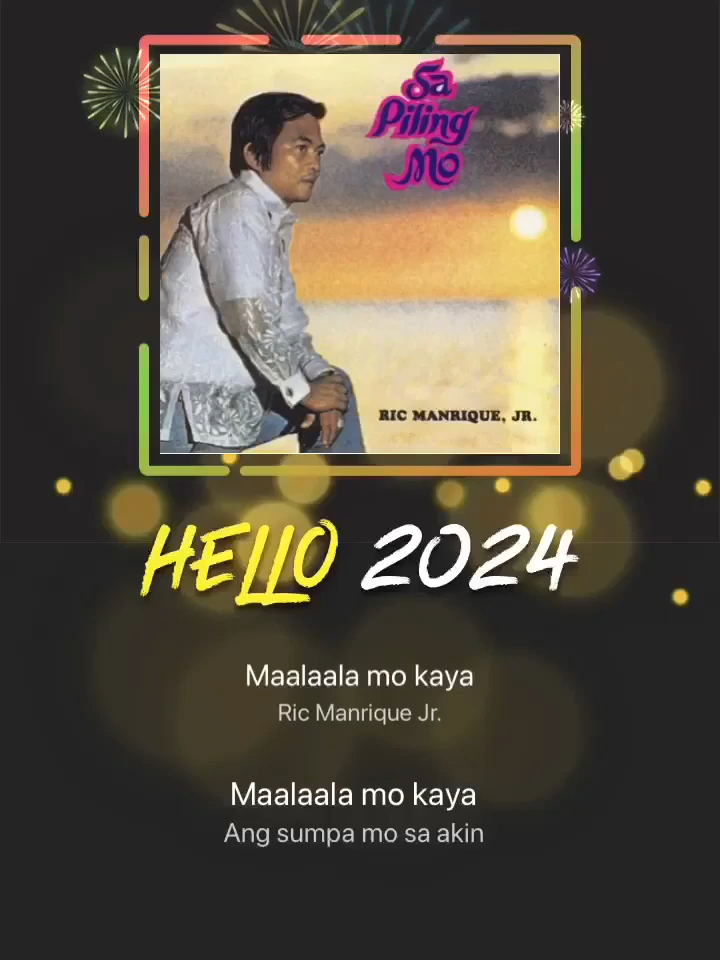 Sa
Piling
Mo
RIC MANRIQUE, JR.
HELLO 2024
Maalaala mo kaya
Ric Manrique Jr.
Maalaala mo kaya
Ang sumpa mo sa akin